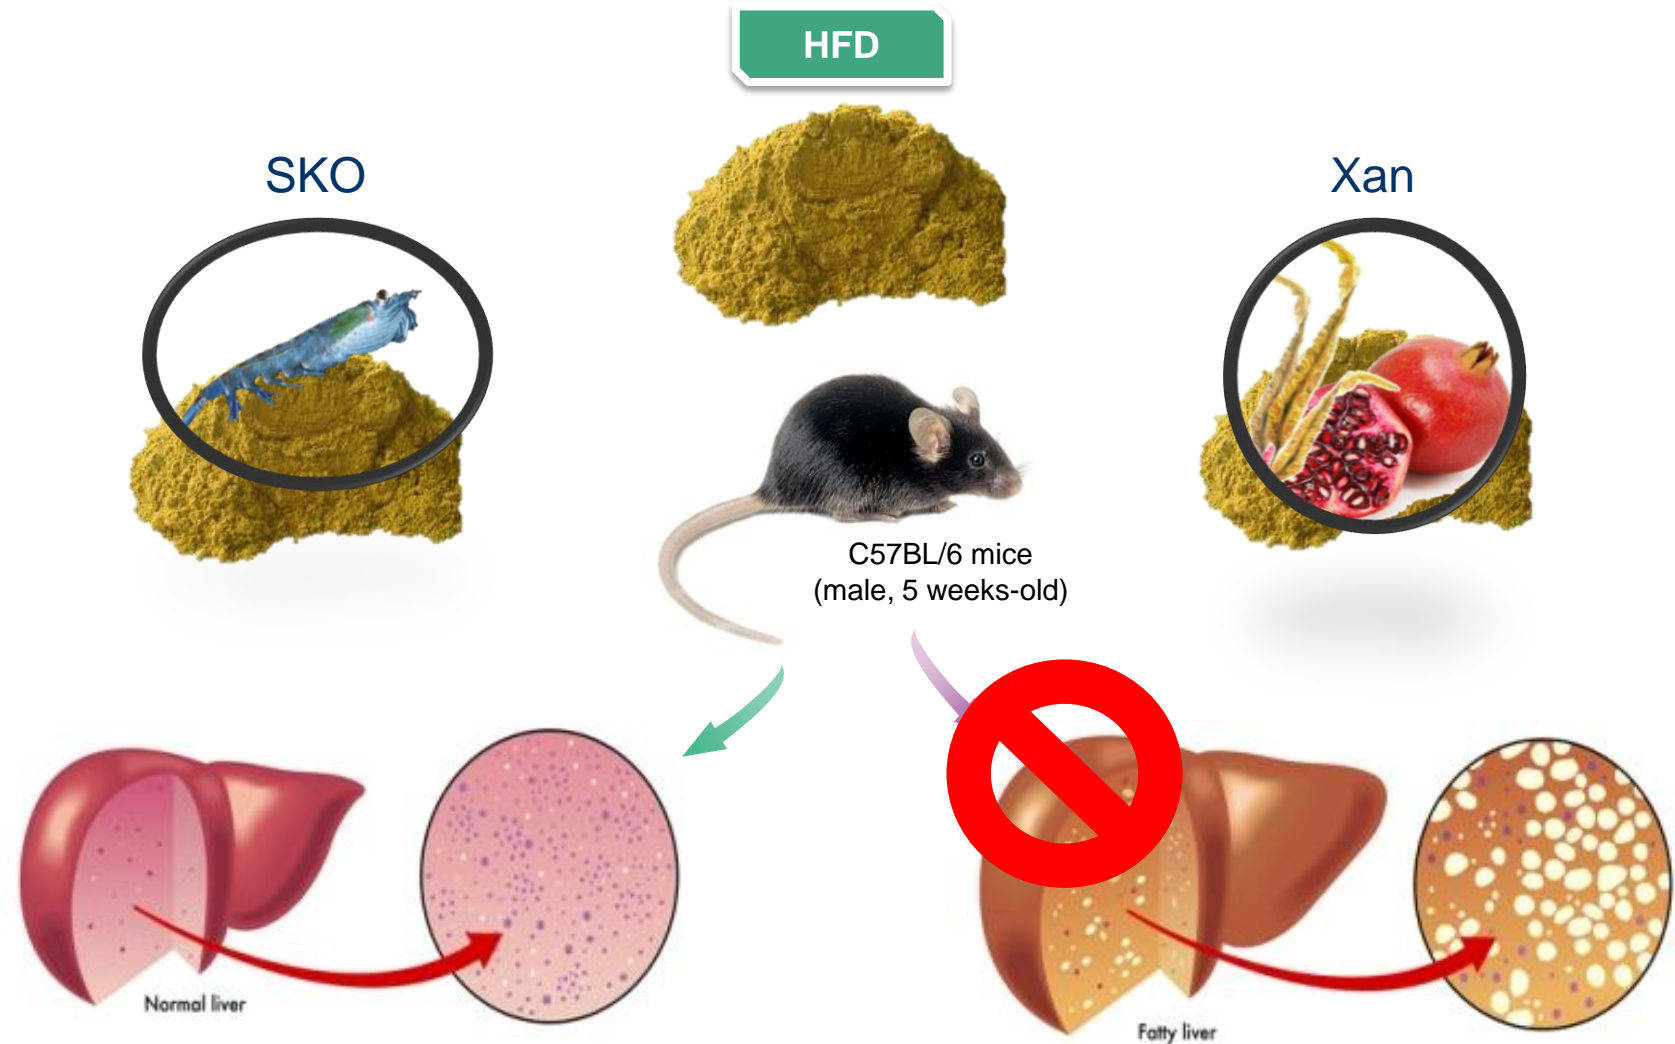 HFD
SKO
Xan
C57BL/6 mice
(male, 5 weeks-old)
Normal liver
Fatty liver